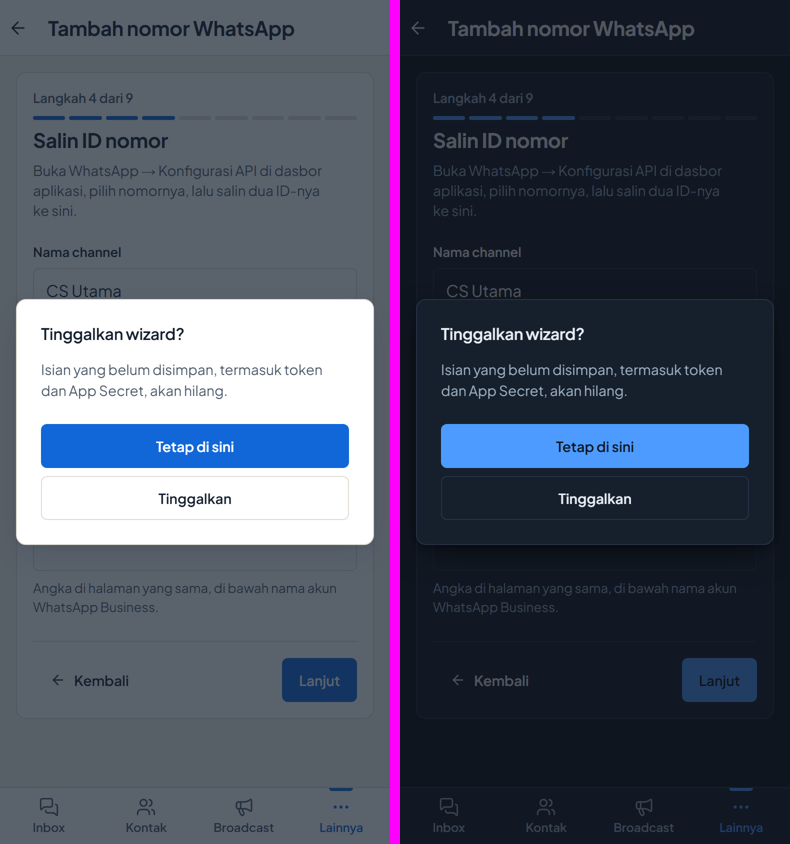 Tambah nomor WhatsApp
Langkah 4 dari 9
Salin ID nomor
Buka WhatsApp → Konfigurasi API di dasbor
aplikasi, pilih nomornya, lalu salin dua ID-nya
ke sini.
Nama channel
CS Utama
Tinggalkan wizard?
Isian yang belum disimpan, termasuk token
dan App Secret, akan hilang.
Tetap di sini
Tinggalkan
Angka di halaman yang sama, di bawah nama akun
WhatsApp Business.
Kembali
Lanjut
Inbox
Kontak
Broadcast
Lainnya
Tambah nomor WhatsApp
Langkah 4 dari 9
Salin ID nomor
Buka WhatsApp → Konfigurasi API di dasbor
aplikasi, pilih nomornya, lalu salin dua ID-nya
ke sini.
Nama channel
CS Utama
Tinggalkan wizard?
Isian yang belum disimpan, termasuk token
dan App Secret, akan hilang.
Tetap di sini
Tinggalkan
Angka di halaman yang sama, di bawah nama akun
WhatsApp Business.
Kembali
Lanjut
Inbox
Kontak
Broadcast
Lainnya